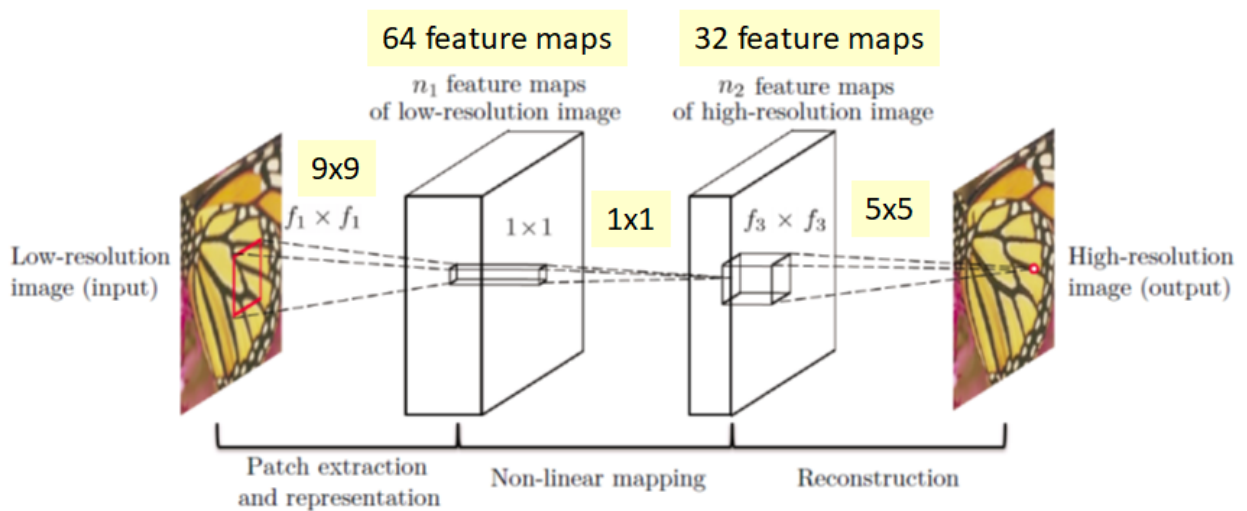 64 feature maps
32 feature maps
n₁ feature maps
of low-resolution image
n₂ feature maps
of high-resolution image
9x9
f₁ × f₁
1×1
1x1
f₃ × f₃
5x5
Low-resolution
image (input)
High-resolution
image (output)
Patch extraction
and representation
Non-linear mapping
Reconstruction